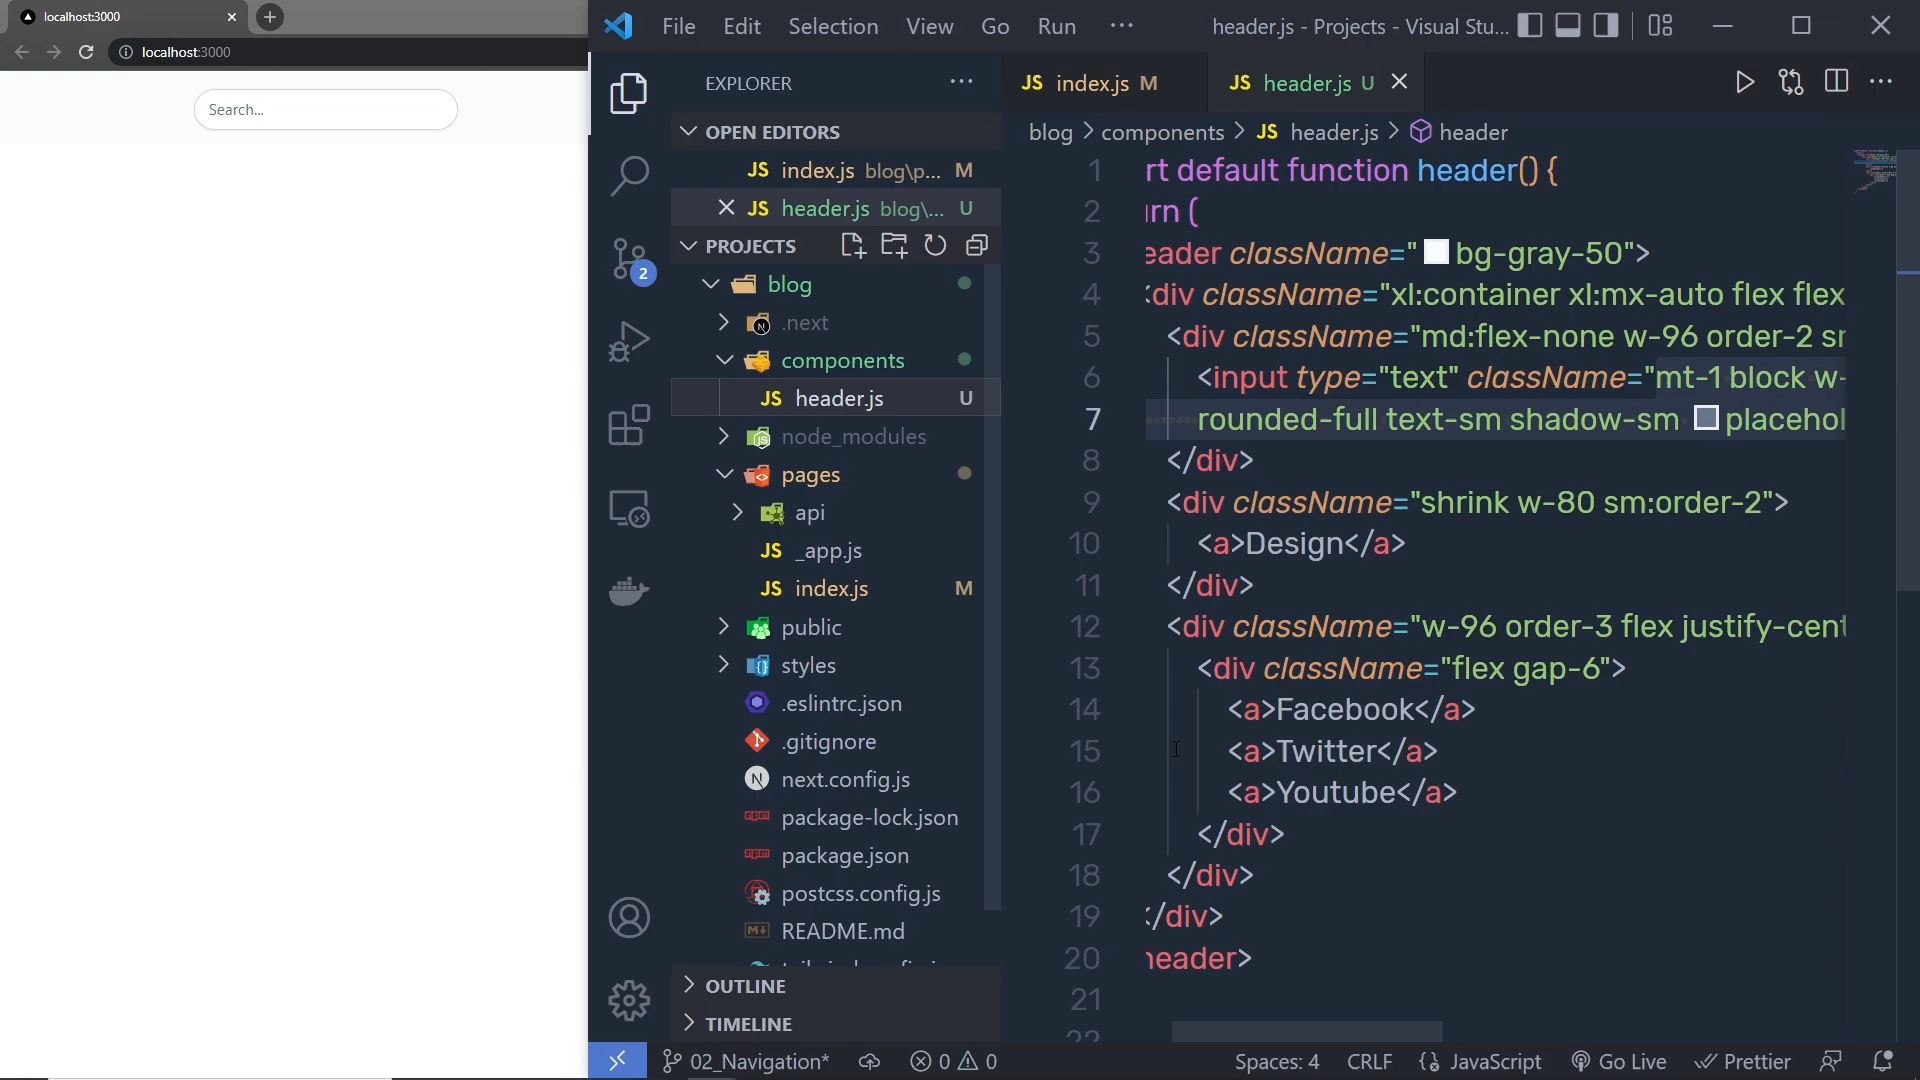 localhost:3000
localhost:3000
Search...
File Edit Selection View Go Run ··· header.js - Projects - Visual Stu...
EXPLORER
OPEN EDITORS
JS index.js blog\p... M
JS header.js blog\... U
PROJECTS
blog
.next
components
JS header.js U
node_modules
pages
api
JS _app.js
JS index.js M
public
styles
.eslintrc.json
.gitignore
next.config.js
package-lock.json
package.json
postcss.config.js
README.md
OUTLINE
TIMELINE
2
JS index.js M JS header.js U
blog > components > JS header.js > header
1 rt default function header() {
2 rn (
3 eader className="bg-gray-50">
4 <div className="xl:container xl:mx-auto flex flex
5 <div className="md:flex-none w-96 order-2 sm
6 <input type="text" className="mt-1 block w-
7 rounded-full text-sm shadow-sm placehol
8 </div>
9 <div className="shrink w-80 sm:order-2">
10 <a>Design</a>
11 </div>
12 <div className="w-96 order-3 flex justify-cent
13 <div className="flex gap-6">
14 <a>Facebook</a>
15 <a>Twitter</a>
16 <a>Youtube</a>
17 </div>
18 </div>
19 </div>
20 header>
21
22
02_Navigation* 0 0 Spaces: 4 CRLF {} JavaScript Go Live Prettier